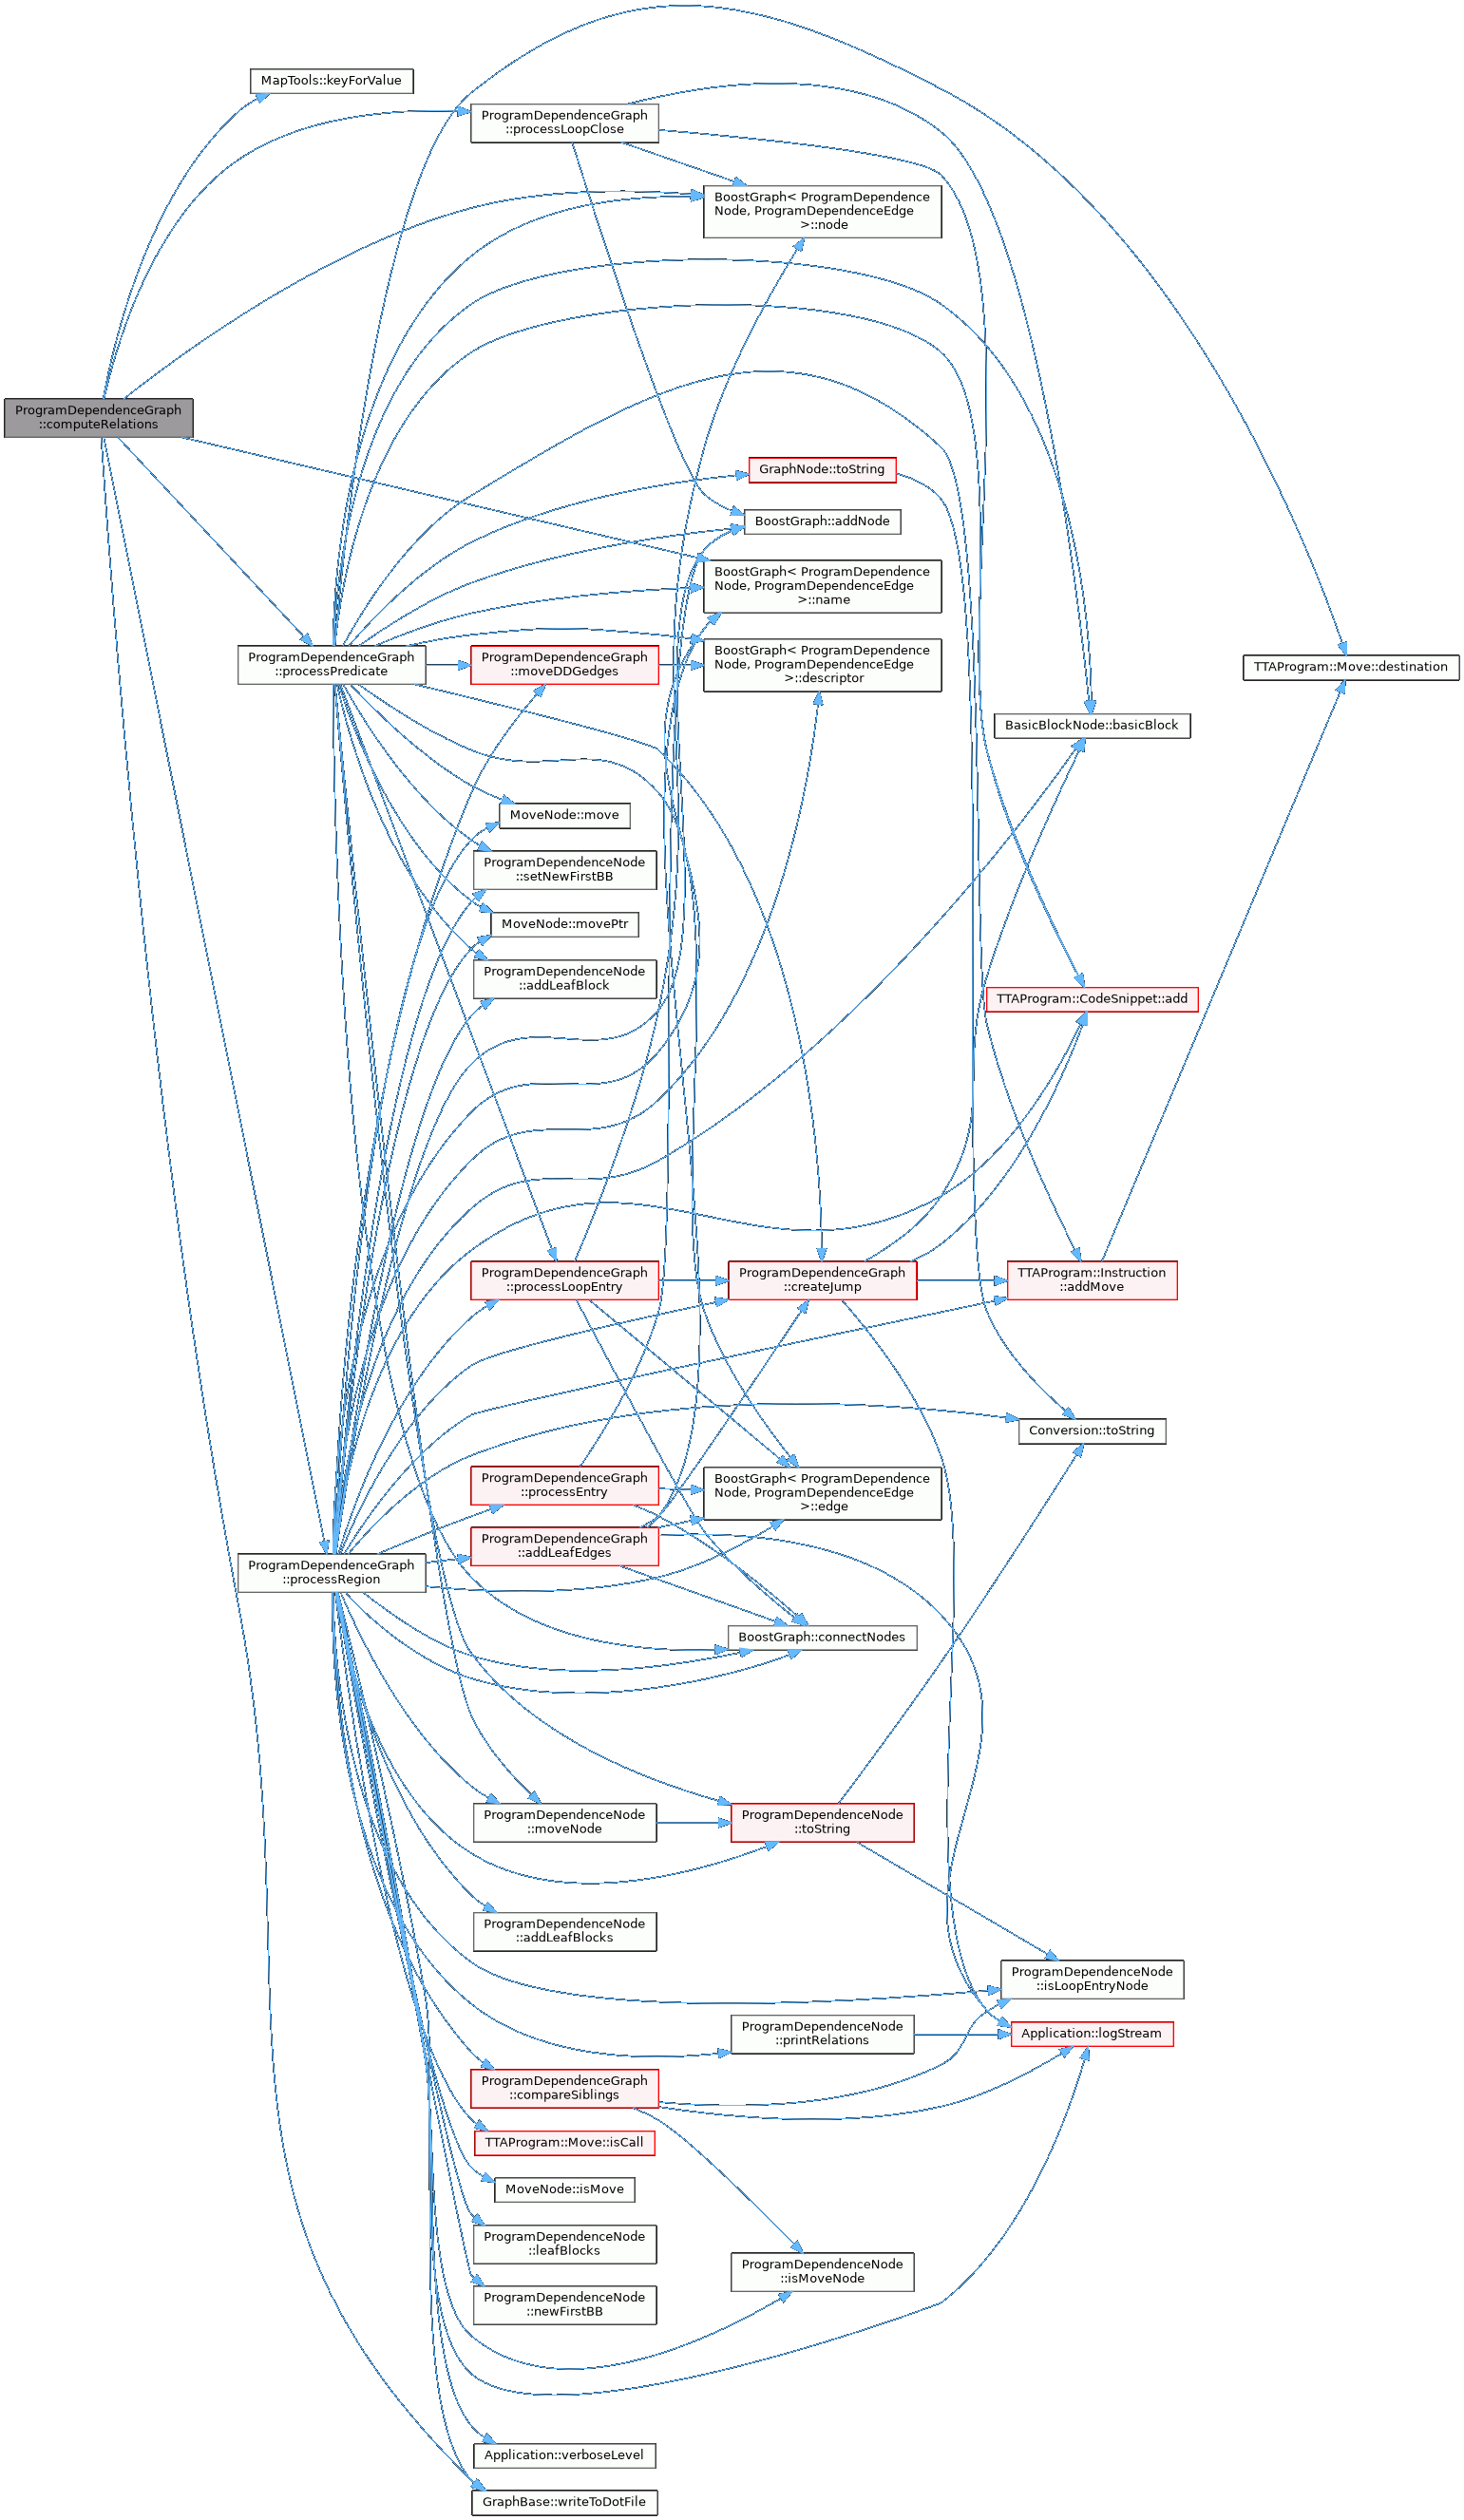 MapTools::keyForValue
ProgramDependenceGraph
::processLoopClose
BoostGraph< ProgramDependence
Node, ProgramDependenceEdge
>::node
ProgramDependenceGraph
::computeRelations
GraphNode::toString
BoostGraph::addNode
BoostGraph< ProgramDependence
Node, ProgramDependenceEdge
>::name
ProgramDependenceGraph
::processPredicate
ProgramDependenceGraph
::moveDDGedges
BoostGraph< ProgramDependence
Node, ProgramDependenceEdge
>::descriptor
TTAProgram::Move::destination
BasicBlockNode::basicBlock
MoveNode::move
ProgramDependenceNode
::setNewFirstBB
MoveNode::movePtr
ProgramDependenceNode
::addLeafBlock
TTAProgram::CodeSnippet::add
ProgramDependenceGraph
::processLoopEntry
ProgramDependenceGraph
::createJump
TTAProgram::Instruction
::addMove
Conversion::toString
ProgramDependenceGraph
::processEntry
BoostGraph< ProgramDependence
Node, ProgramDependenceEdge
>::edge
ProgramDependenceGraph
::addLeafEdges
ProgramDependenceGraph
::processRegion
BoostGraph::connectNodes
ProgramDependenceNode
::moveNode
ProgramDependenceNode
::toString
ProgramDependenceNode
::addLeafBlocks
ProgramDependenceNode
::isLoopEntryNode
ProgramDependenceNode
::printRelations
Application::logStream
ProgramDependenceGraph
::compareSiblings
TTAProgram::Move::isCall
MoveNode::isMove
ProgramDependenceNode
::leafBlocks
ProgramDependenceNode
::isMoveNode
ProgramDependenceNode
::newFirstBB
Application::verboseLevel
GraphBase::writeToDotFile